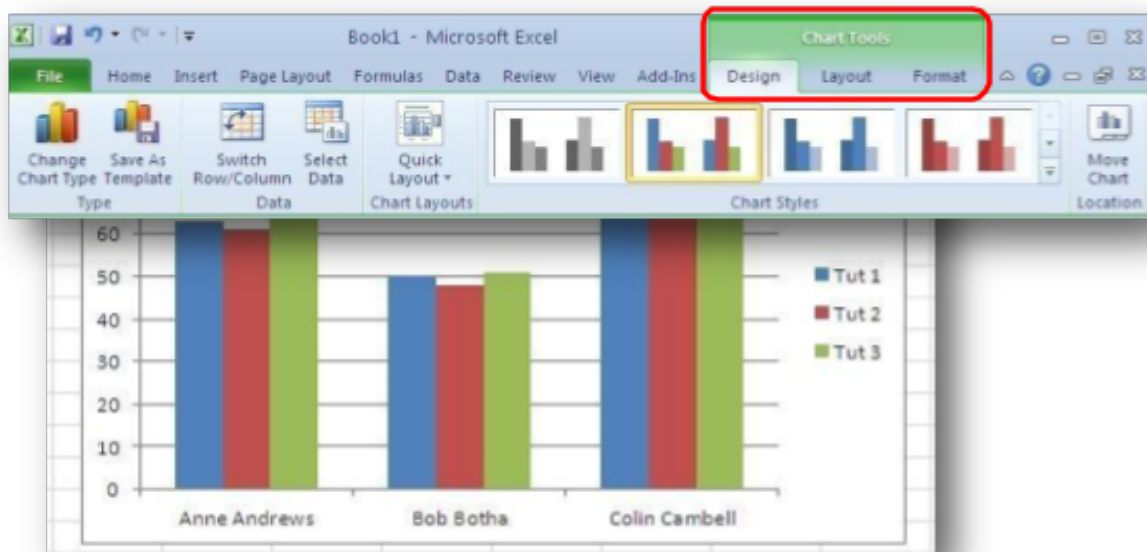 Book1 - Microsoft Excel
Chart Tools
File Home Insert Page Layout Formulas Data Review View Add-Ins Design Layout Format
Change Chart Type
Save As Template
Switch Row/Column
Select Data
Quick Layout
Move Chart
Type Data Chart Layouts Chart Styles Location
60
50
40
30
20
10
0
Anne Andrews Bob Botha Colin Cambell
Tut 1
Tut 2
Tut 3